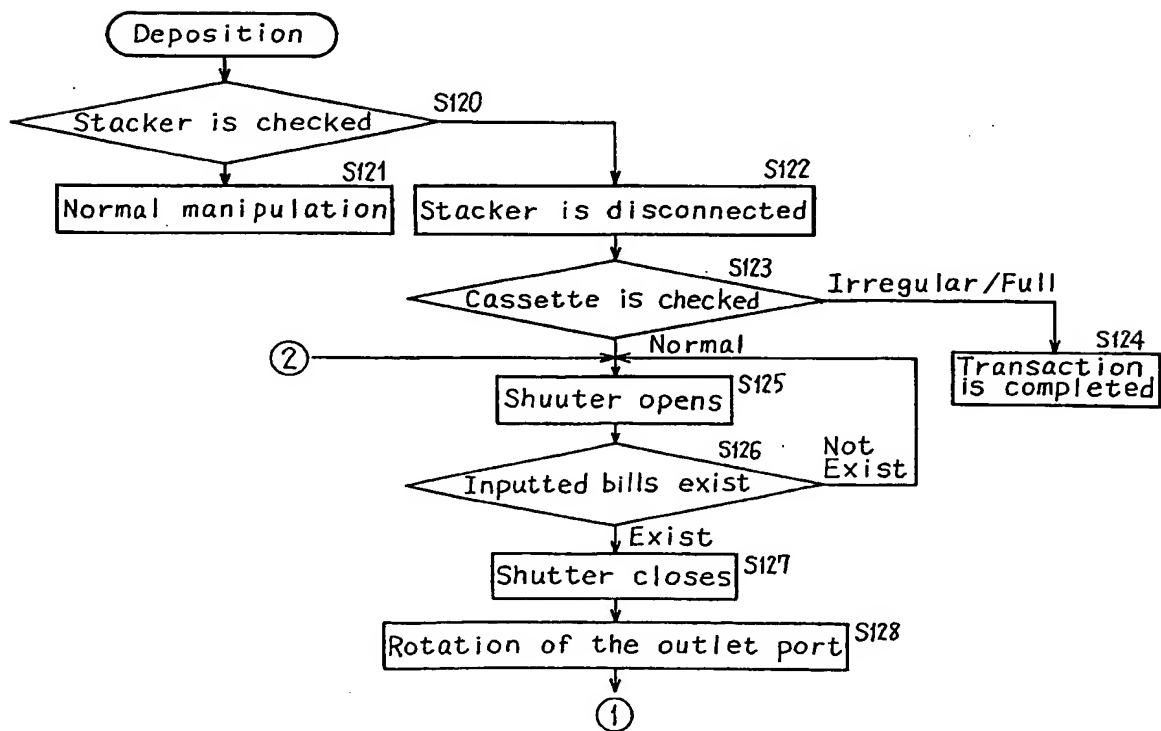 Deposition
S120
Stacker is checked
S121
Normal manipulation
S122
Stacker is disconnected
S123
Cassette is checked
Irregular/Full
S124
Transaction
is completed
2
Normal
S125
Shuuter opens
S126
Not
Exist
Inputted bills exist
Exist
S127
Shutter closes
S128
Rotation of the outlet port
1